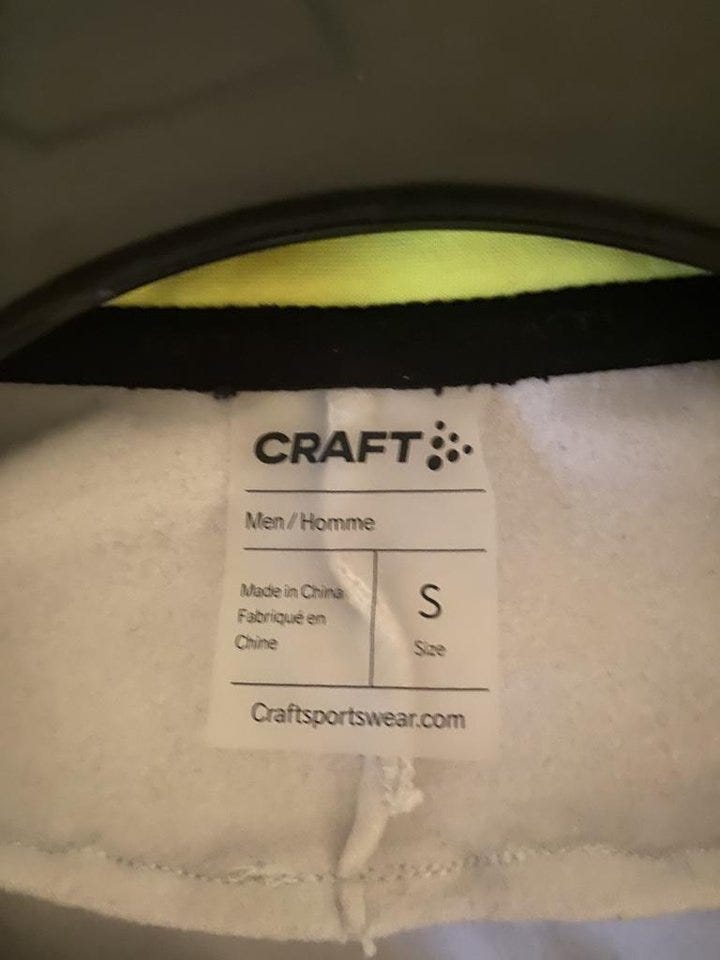 CRAFT
Men / Homme
Made in China
Fabriqué en
Chine
S
Size
Craftsportswear.com